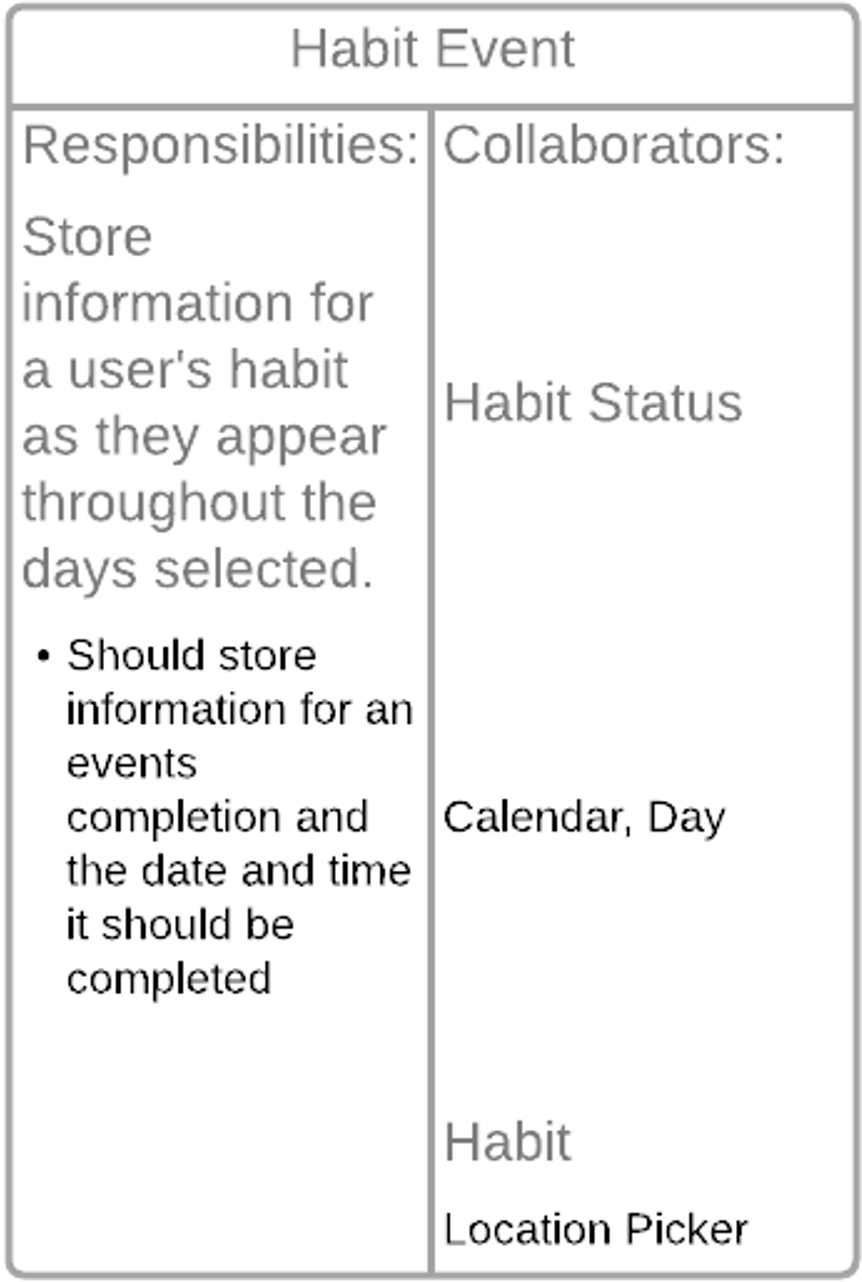 Habit Event
Responsibilities:
Store
information for
a user's habit
as they appear
throughout the
days selected.
• Should store
information for an
events
completion and
the date and time
it should be
completed
Collaborators:
Habit Status
Calendar, Day
Habit
Location Picker